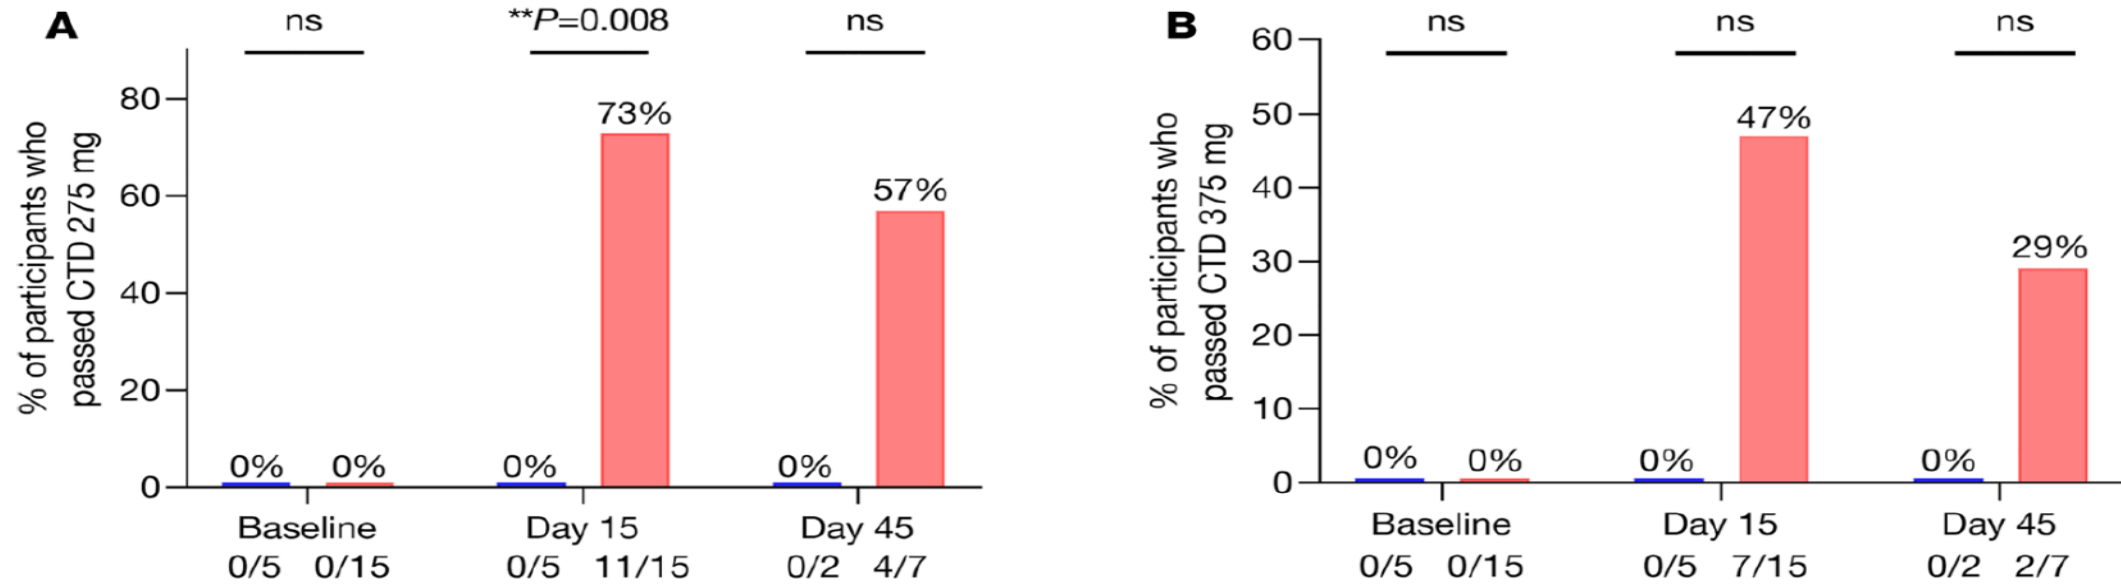 A
ns **P=0.008 ns
% of participants who
passed CTD 275 mg
80
60
40
20
0
0% 0% 0% 73% 0% 57%
Baseline Day 15 Day 45
0/5 0/15 0/5 11/15 0/2 4/7
B
ns ns ns
% of participants who
passed CTD 375 mg
60
50
40
30
20
10
0
0% 0% 0% 47% 0% 29%
Baseline Day 15 Day 45
0/5 0/15 0/5 7/15 0/2 2/7